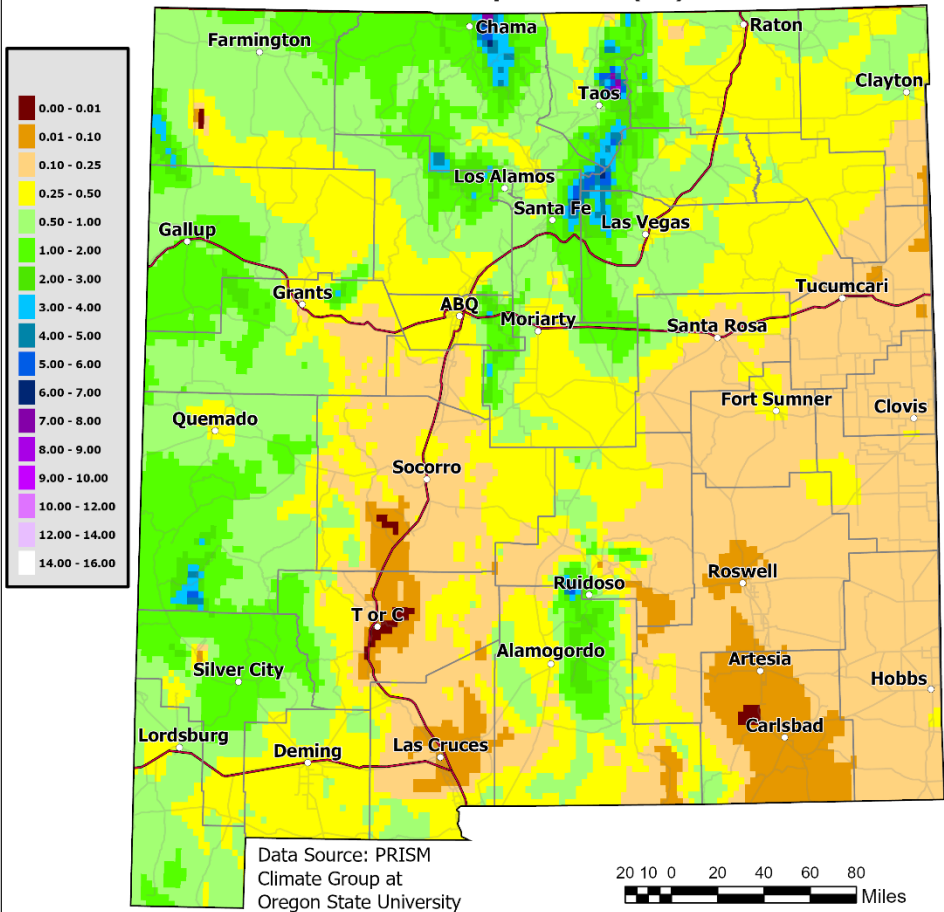 Chama
Raton
Farmington
Clayton
Taos
Los Alamos
Santa Fe
Gallup
Las Vegas
Tucumcari
Grants
ABQ
Moriarty
Santa Rosa
Fort Sumner
Clovis
Quemado
Socorro
Roswell
Ruidoso
T or C
Alamogordo
Artesia
Silver City
Hobbs
Carlsbad
Lordsburg
Deming
Las Cruces
0.00 - 0.01
0.01 - 0.10
0.10 - 0.25
0.25 - 0.50
0.50 - 1.00
1.00 - 2.00
2.00 - 3.00
3.00 - 4.00
4.00 - 5.00
5.00 - 6.00
6.00 - 7.00
7.00 - 8.00
8.00 - 9.00
9.00 - 10.00
10.00 - 12.00
12.00 - 14.00
14.00 - 16.00
Data Source: PRISM
Climate Group at
Oregon State University
20 10 0 20 40 60 80
Miles